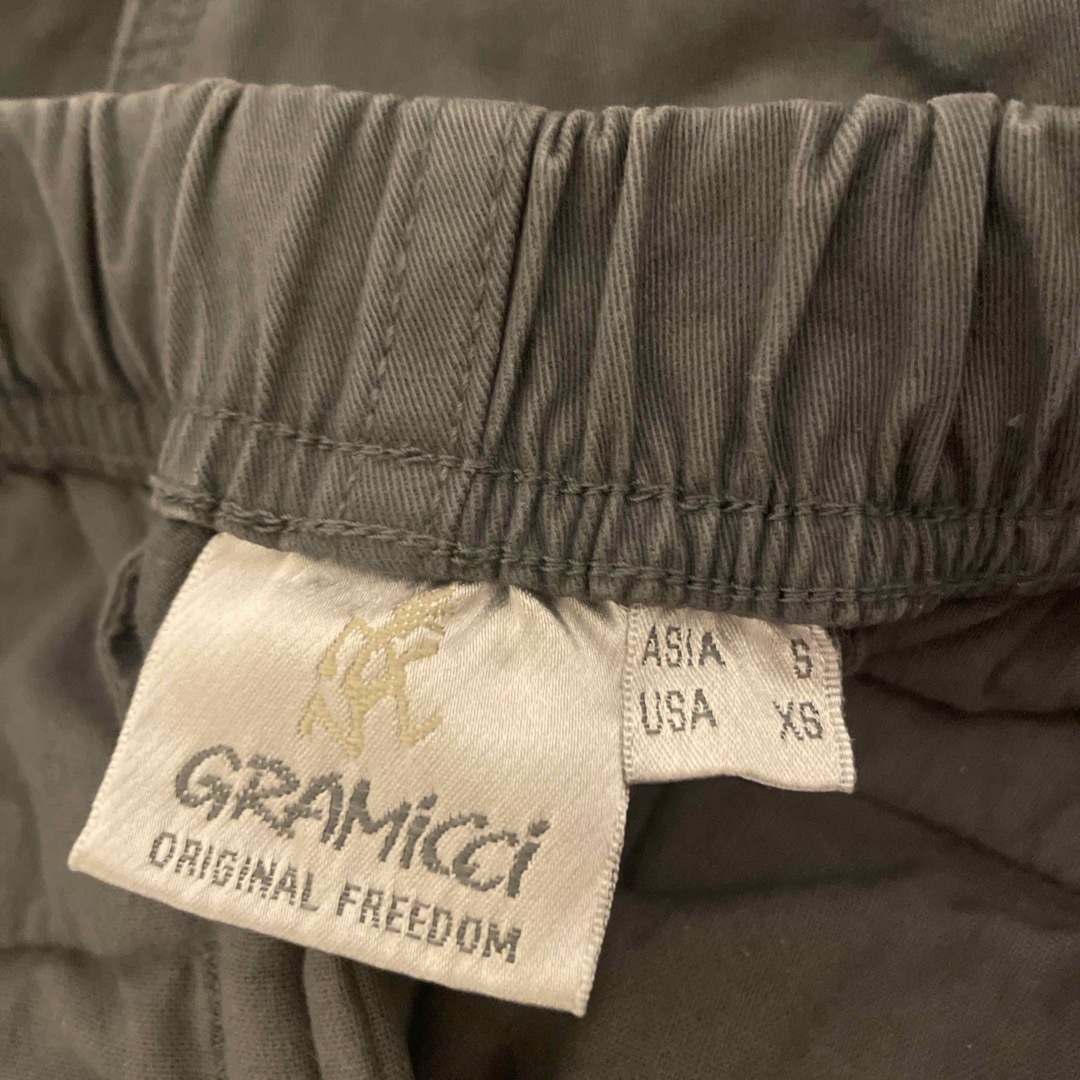 GRAMiCCi
ORIGINAL FREEDOM
ASIA S
USA XS